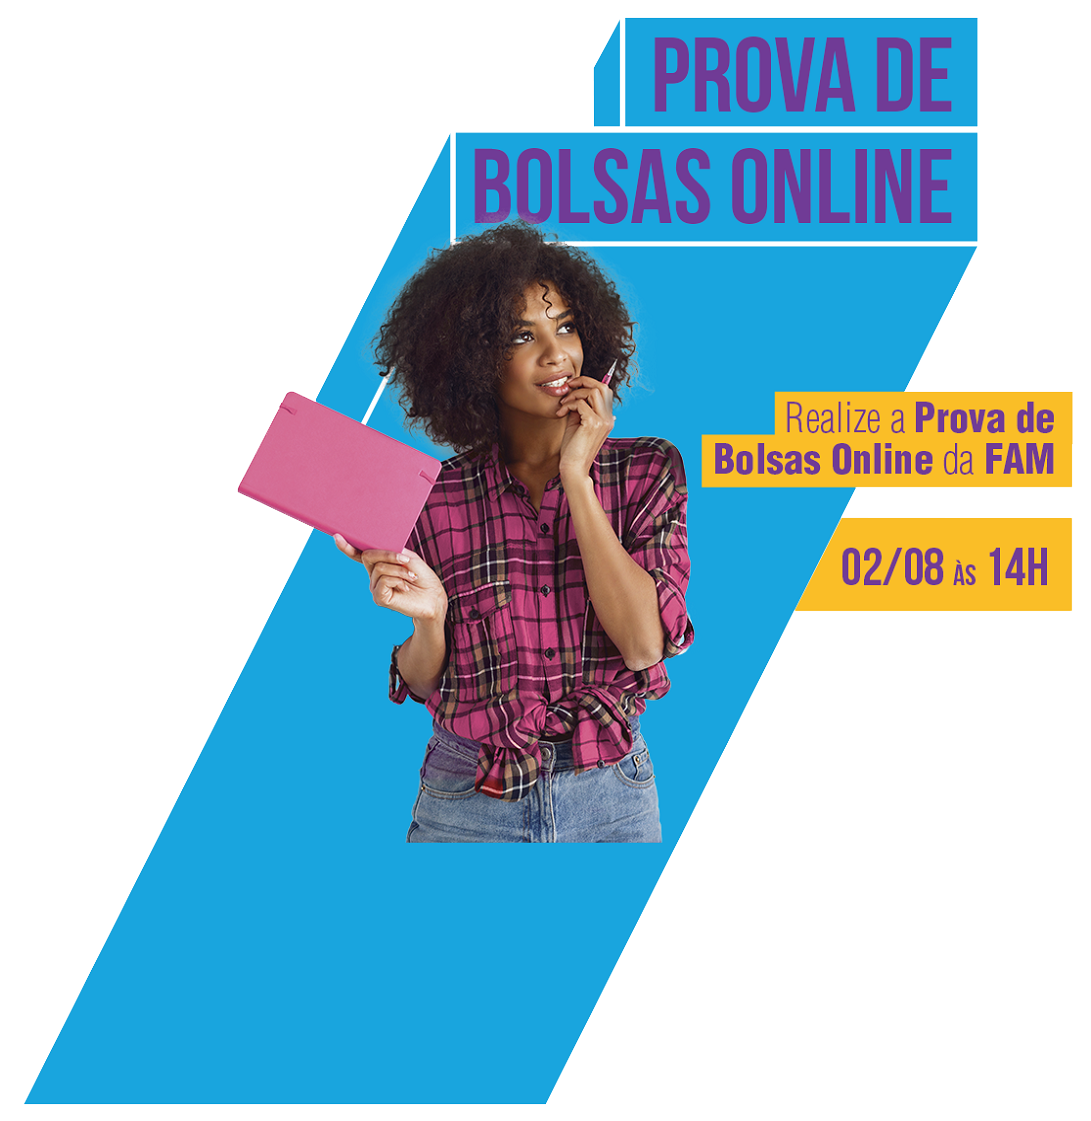 PROVA DE
BOLSAS ONLINE
Realize a Prova de
Bolsas Online da FAM
02/08 ÀS 14H